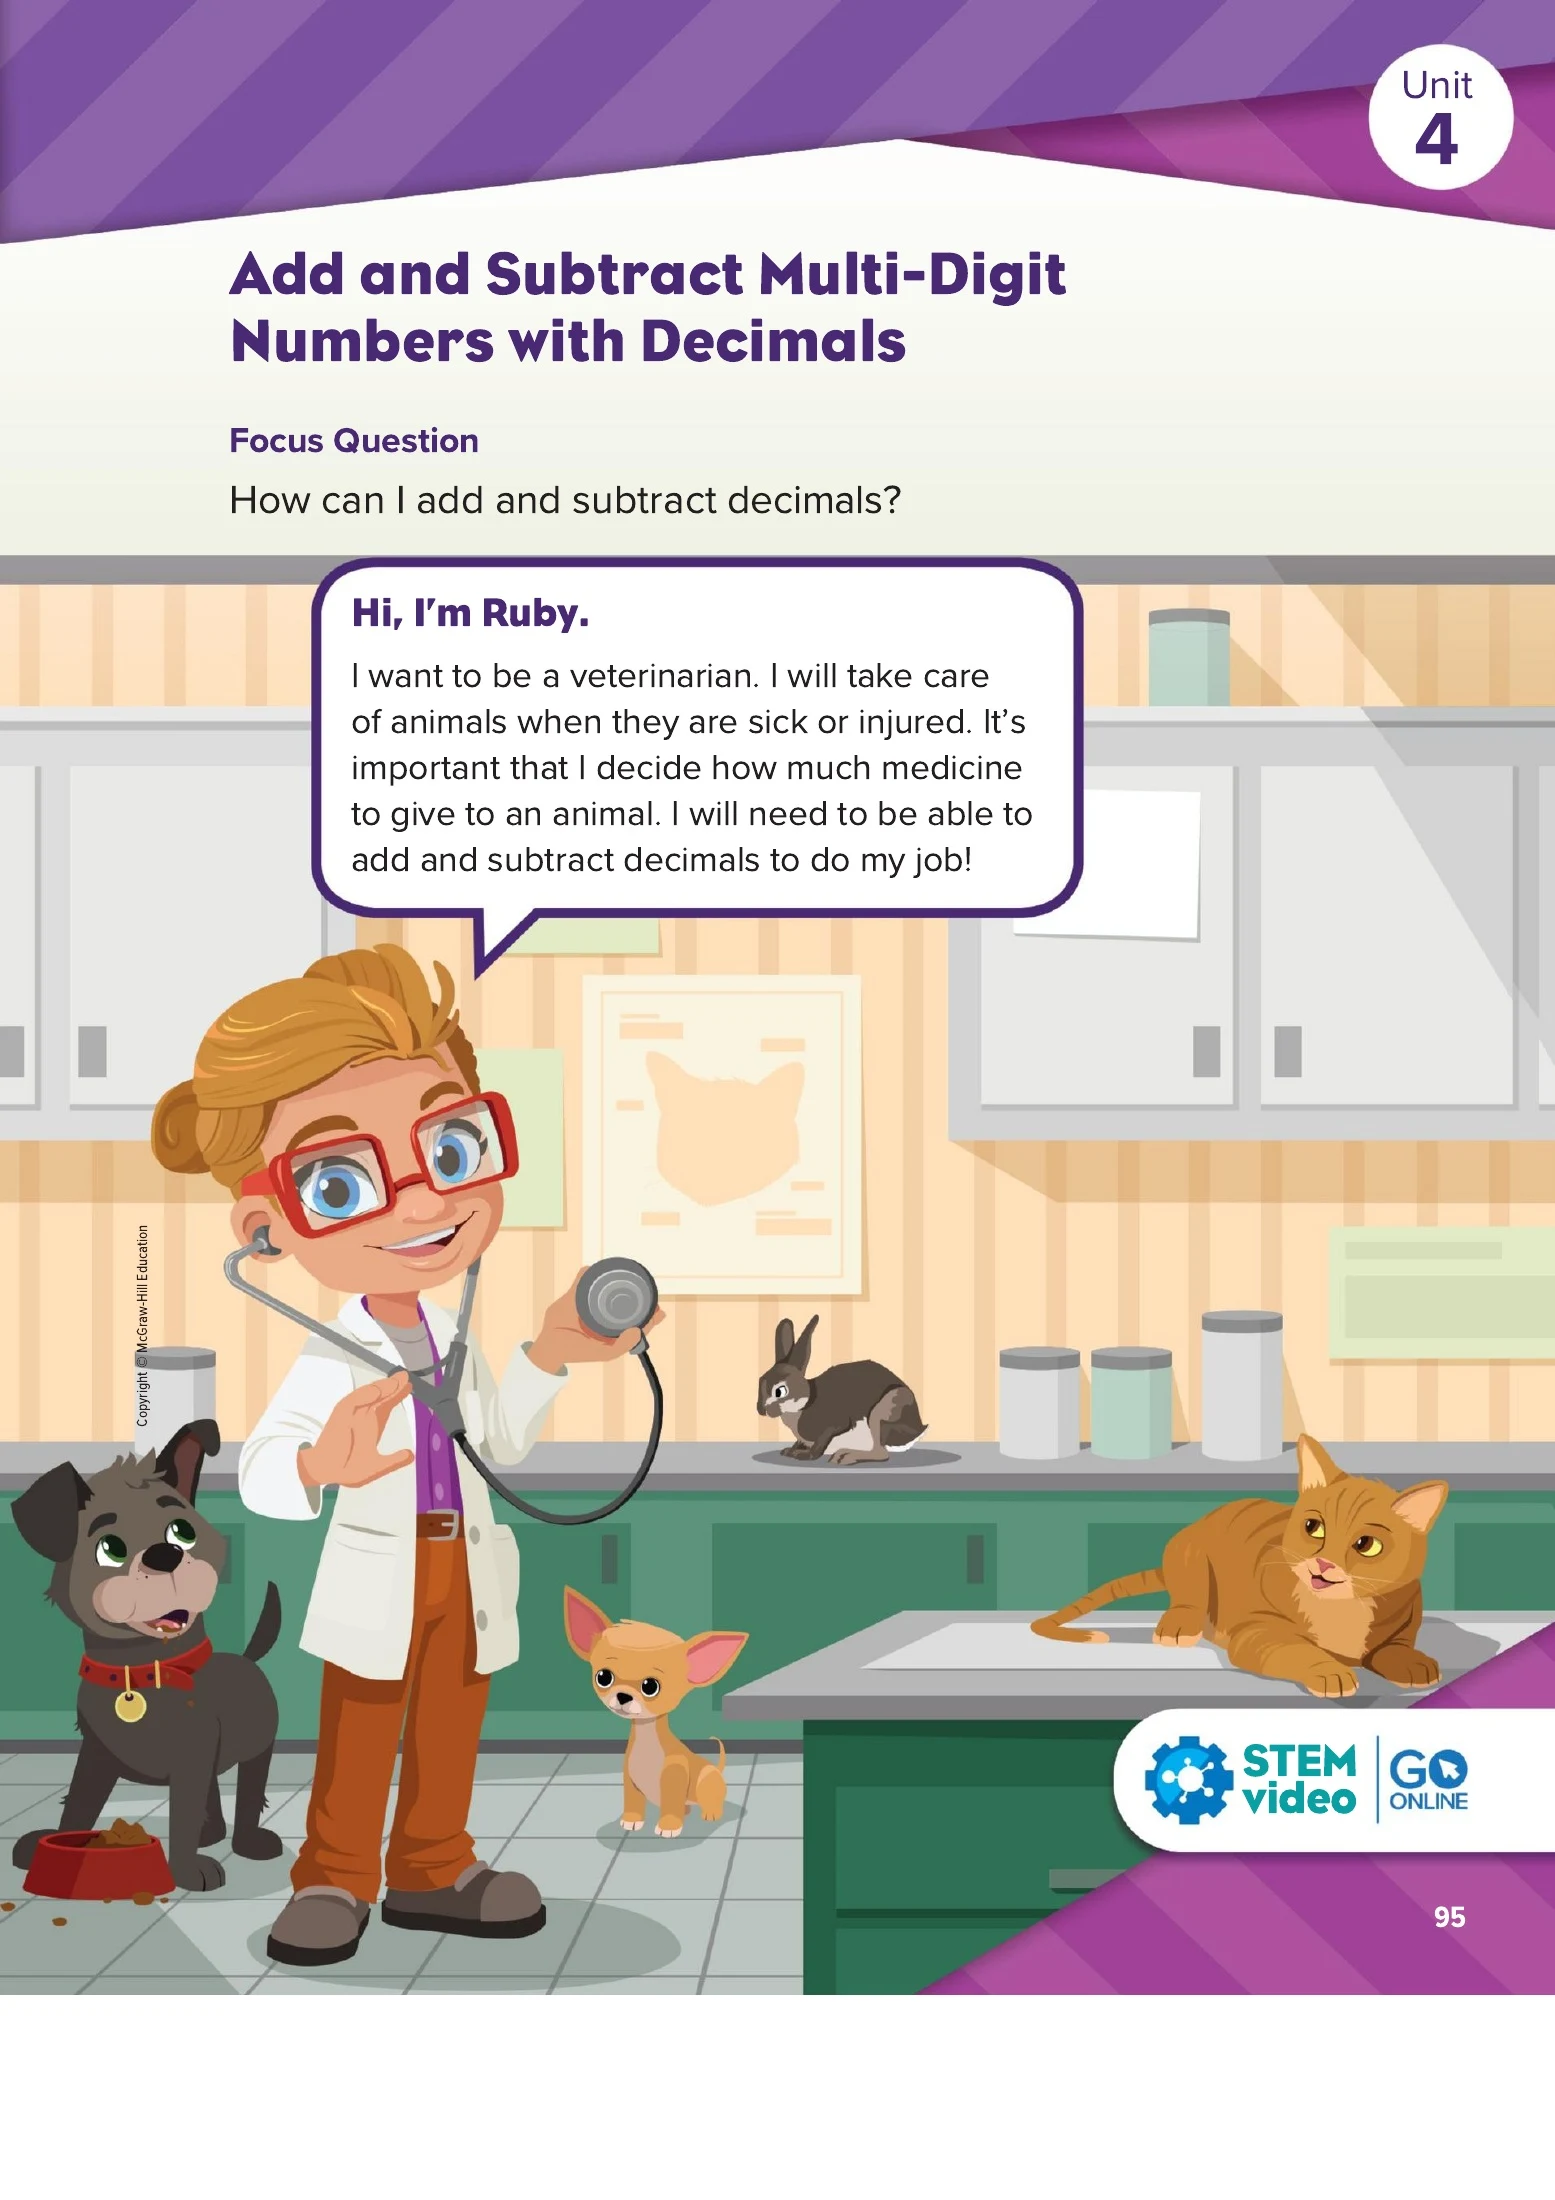 Unit
4
Add and Subtract Multi-Digit
Numbers with Decimals
Focus Question
How can I add and subtract decimals?
Hi, I'm Ruby.
I want to be a veterinarian. I will take care
of animals when they are sick or injured. It's
important that I decide how much medicine
to give to an animal. I will need to be able to
add and subtract decimals to do my job!
Copyright © McGraw-Hill Education
STEM
video
GO
ONLINE
95